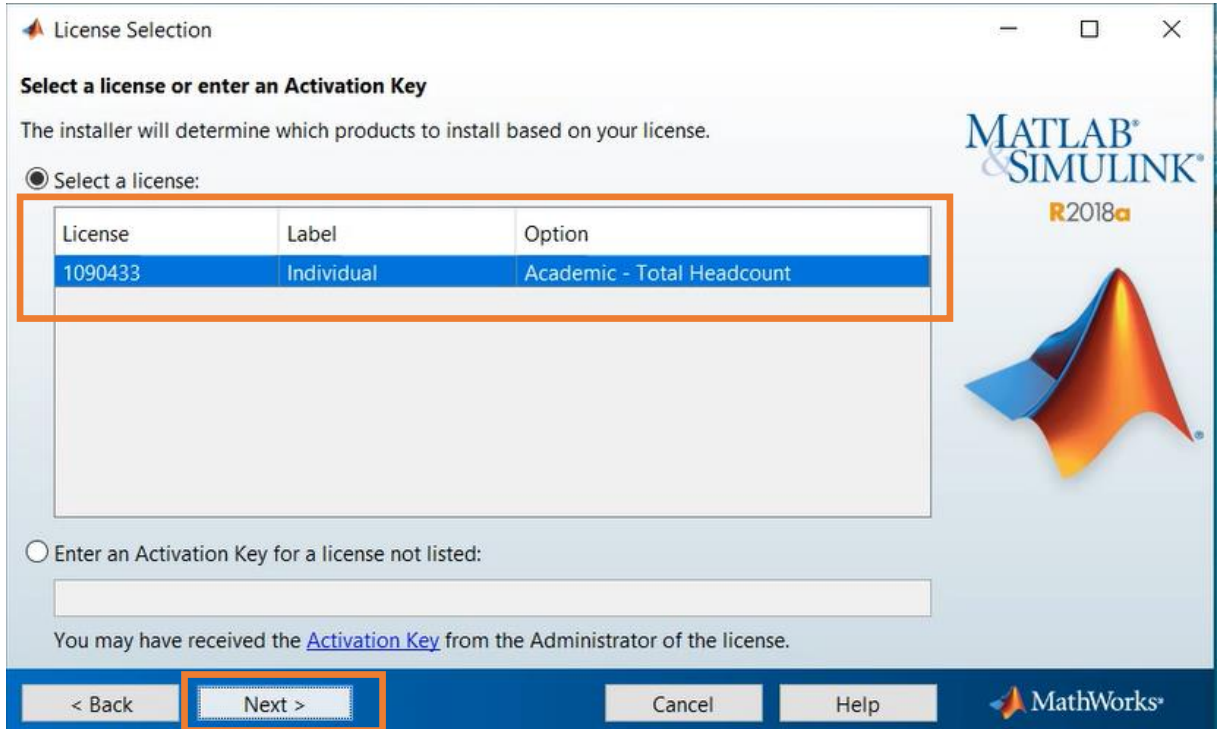 License Selection
Select a license or enter an Activation Key
The installer will determine which products to install based on your license.
MATLAB®
&SIMULINK®
R2018a
Select a license:
License Label Option
1090433 Individual Academic - Total Headcount
Enter an Activation Key for a license not listed:
You may have received the Activation Key from the Administrator of the license.
< Back Next > Cancel Help MathWorks®